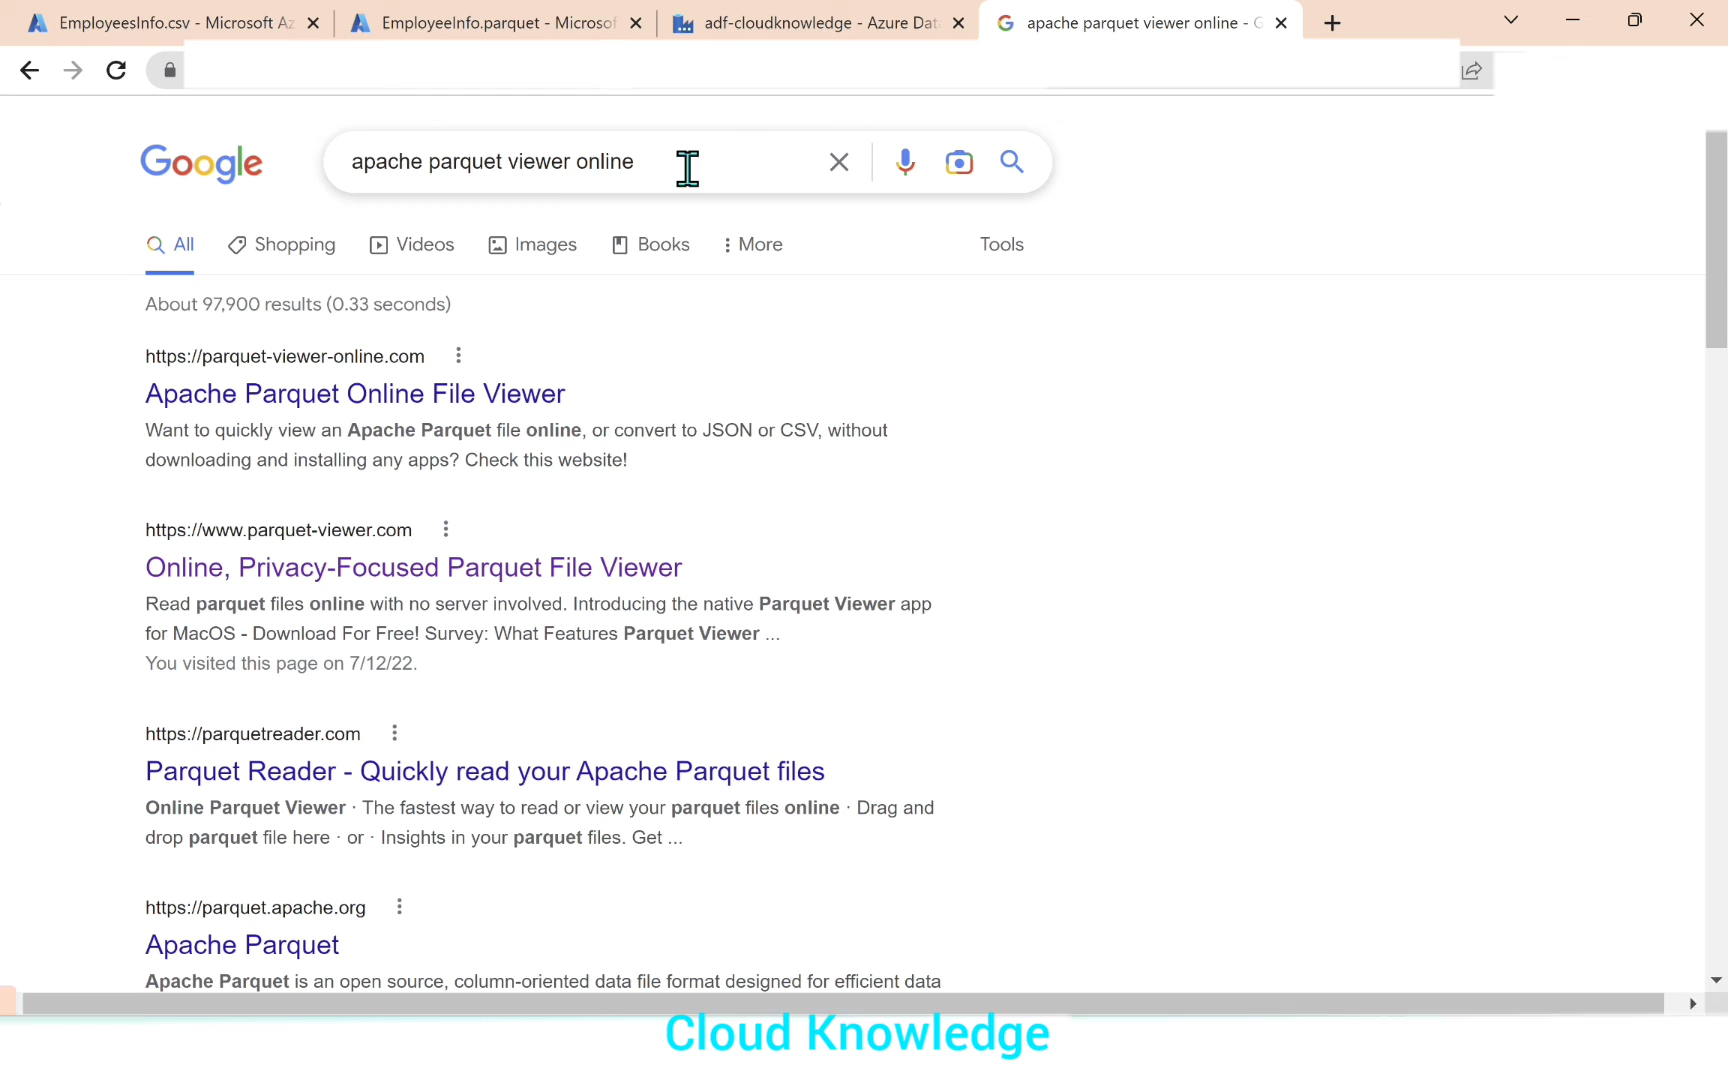 EmployeesInfo.csv - Microsoft Az
EmployeeInfo.parquet - Microsof
adf-cloudknowledge - Azure Dat
apache parquet viewer online - G
Google
apache parquet viewer online
All
Shopping
Videos
Images
Books
More
Tools
About 97,900 results (0.33 seconds)
https://parquet-viewer-online.com
Apache Parquet Online File Viewer
Want to quickly view an Apache Parquet file online, or convert to JSON or CSV, without
downloading and installing any apps? Check this website!
https://www.parquet-viewer.com
Online, Privacy-Focused Parquet File Viewer
Read parquet files online with no server involved. Introducing the native Parquet Viewer app
for MacOS - Download For Free! Survey: What Features Parquet Viewer ...
You visited this page on 7/12/22.
https://parquetreader.com
Parquet Reader - Quickly read your Apache Parquet files
Online Parquet Viewer · The fastest way to read or view your parquet files online · Drag and
drop parquet file here · or · Insights in your parquet files. Get ...
https://parquet.apache.org
Apache Parquet
Apache Parquet is an open source, column-oriented data file format designed for efficient data
Cloud Knowledge